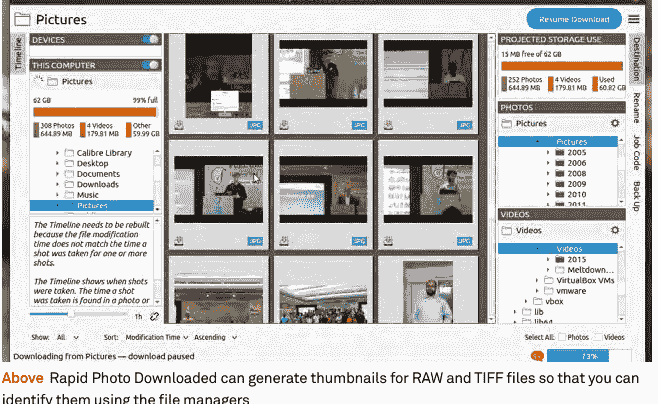 Pictures
Resume Download
Timeline
DEVICES
THIS COMPUTER
Pictures
62 GB 99% full
308 Photos 4 Videos Other
644.89 MB 179.81 MB 59.99 GB
Calibre Library
Desktop
Documents
Downloads
Music
Pictures
The Timeline needs to be rebuilt
because the file modification
time does not match the time a
shot was taken for one or more
shots.
The Timeline shows when shots
were taken. The time a shot
was taken is found in a photo or
1h
JPG
JPG
JPG
JPG
JPG
JPG
PROJECTED STORAGE USE
15 MB free of 62 GB
252 Photos 4 Videos Used
644.89 MB 179.81 MB 60.82 GB
PHOTOS
Pictures
Pictures
2005
2006
2008
2009
2010
2011
VIDEOS
Videos
Videos
2015
Meltdown...
VirtualBox VMs
vmware
vbox
lib
lib64
Destination
Rename
Job Code
Back Up
Show: All Sort: Modification Time Ascending
Select All: Photos Videos
Downloading from Pictures — download paused
73%
Above Rapid Photo Downloaded can generate thumbnails for RAW and TIFF files so that you can
identify them using the file managers